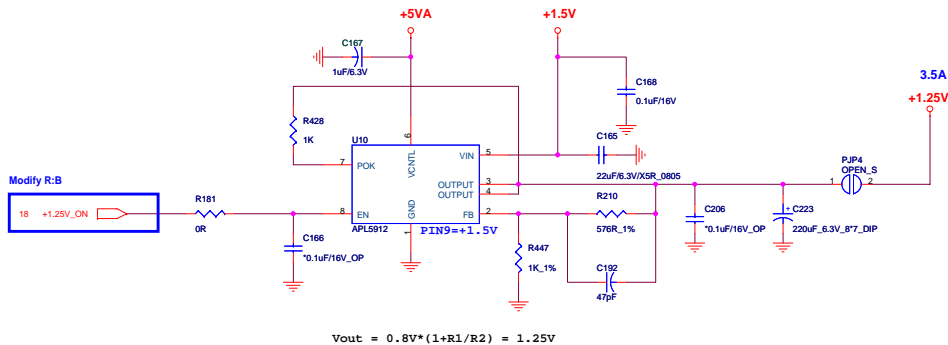 +5VA
+1.5V
C167
1uF/6.3V
3.5A
+1.25V
C168
0.1uF/16V
R428
1K
U10
6
VCNTL
7
POK
VIN
5
C165
22uF/6.3V/X5R_0805
OUTPUT
3
OUTPUT
4
PJP4
OPEN_S
1
2
Modify R:B
18 +1.25V_ON
R181
0R
8
EN
GND
FB
2
R210
576R_1%
C206
*0.1uF/16V_OP
C223
220uF_6.3V_8*7_DIP
+
APL5912
1
PIN9=+1.5V
C166
*0.1uF/16V_OP
R447
1K_1%
C192
47pF
Vout = 0.8V*(1+R1/R2) = 1.25V